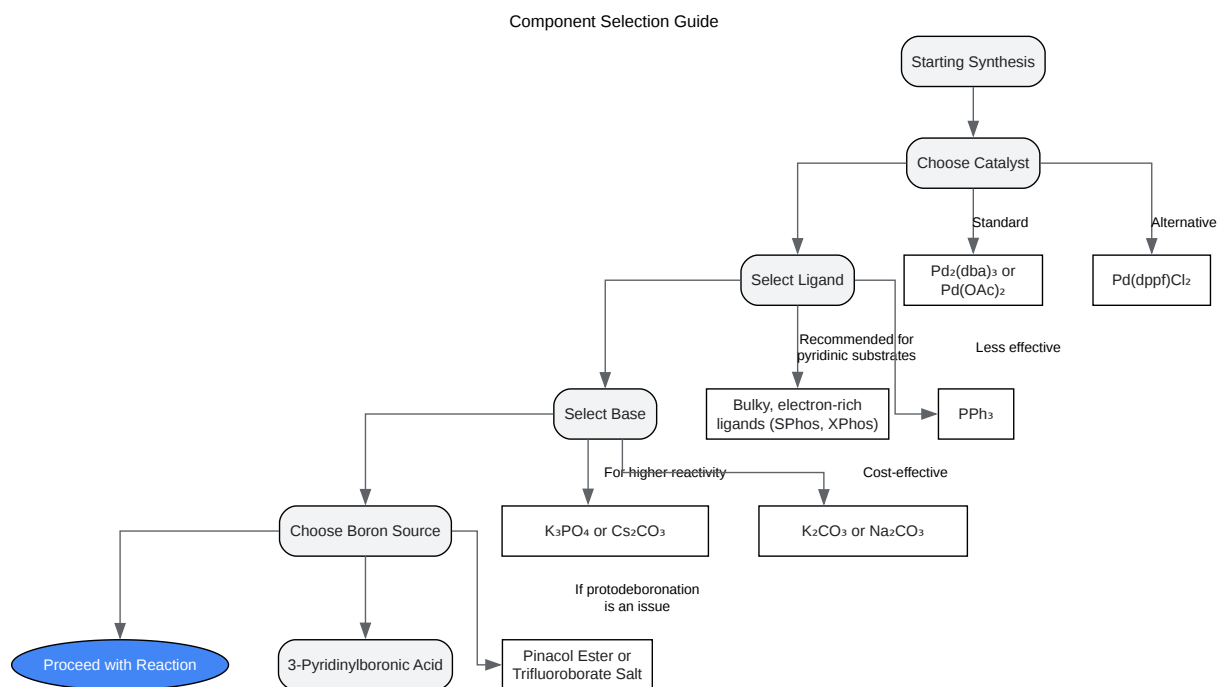 Component Selection Guide
Starting Synthesis
Choose Catalyst
Standard
Alternative
Select Ligand
Pd₂(dba)₃ or
Pd(OAc)₂
Pd(dppf)Cl₂
Recommended for
pyridinic substrates
Less effective
Select Base
Bulky, electron-rich
ligands (SPhos, XPhos)
PPh₃
For higher reactivity
Cost-effective
Choose Boron Source
K₃PO₄ or Cs₂CO₃
K₂CO₃ or Na₂CO₃
If protodeboronation
is an issue
Proceed with Reaction
3-Pyridinylboronic Acid
Pinacol Ester or
Trifluoroborate Salt